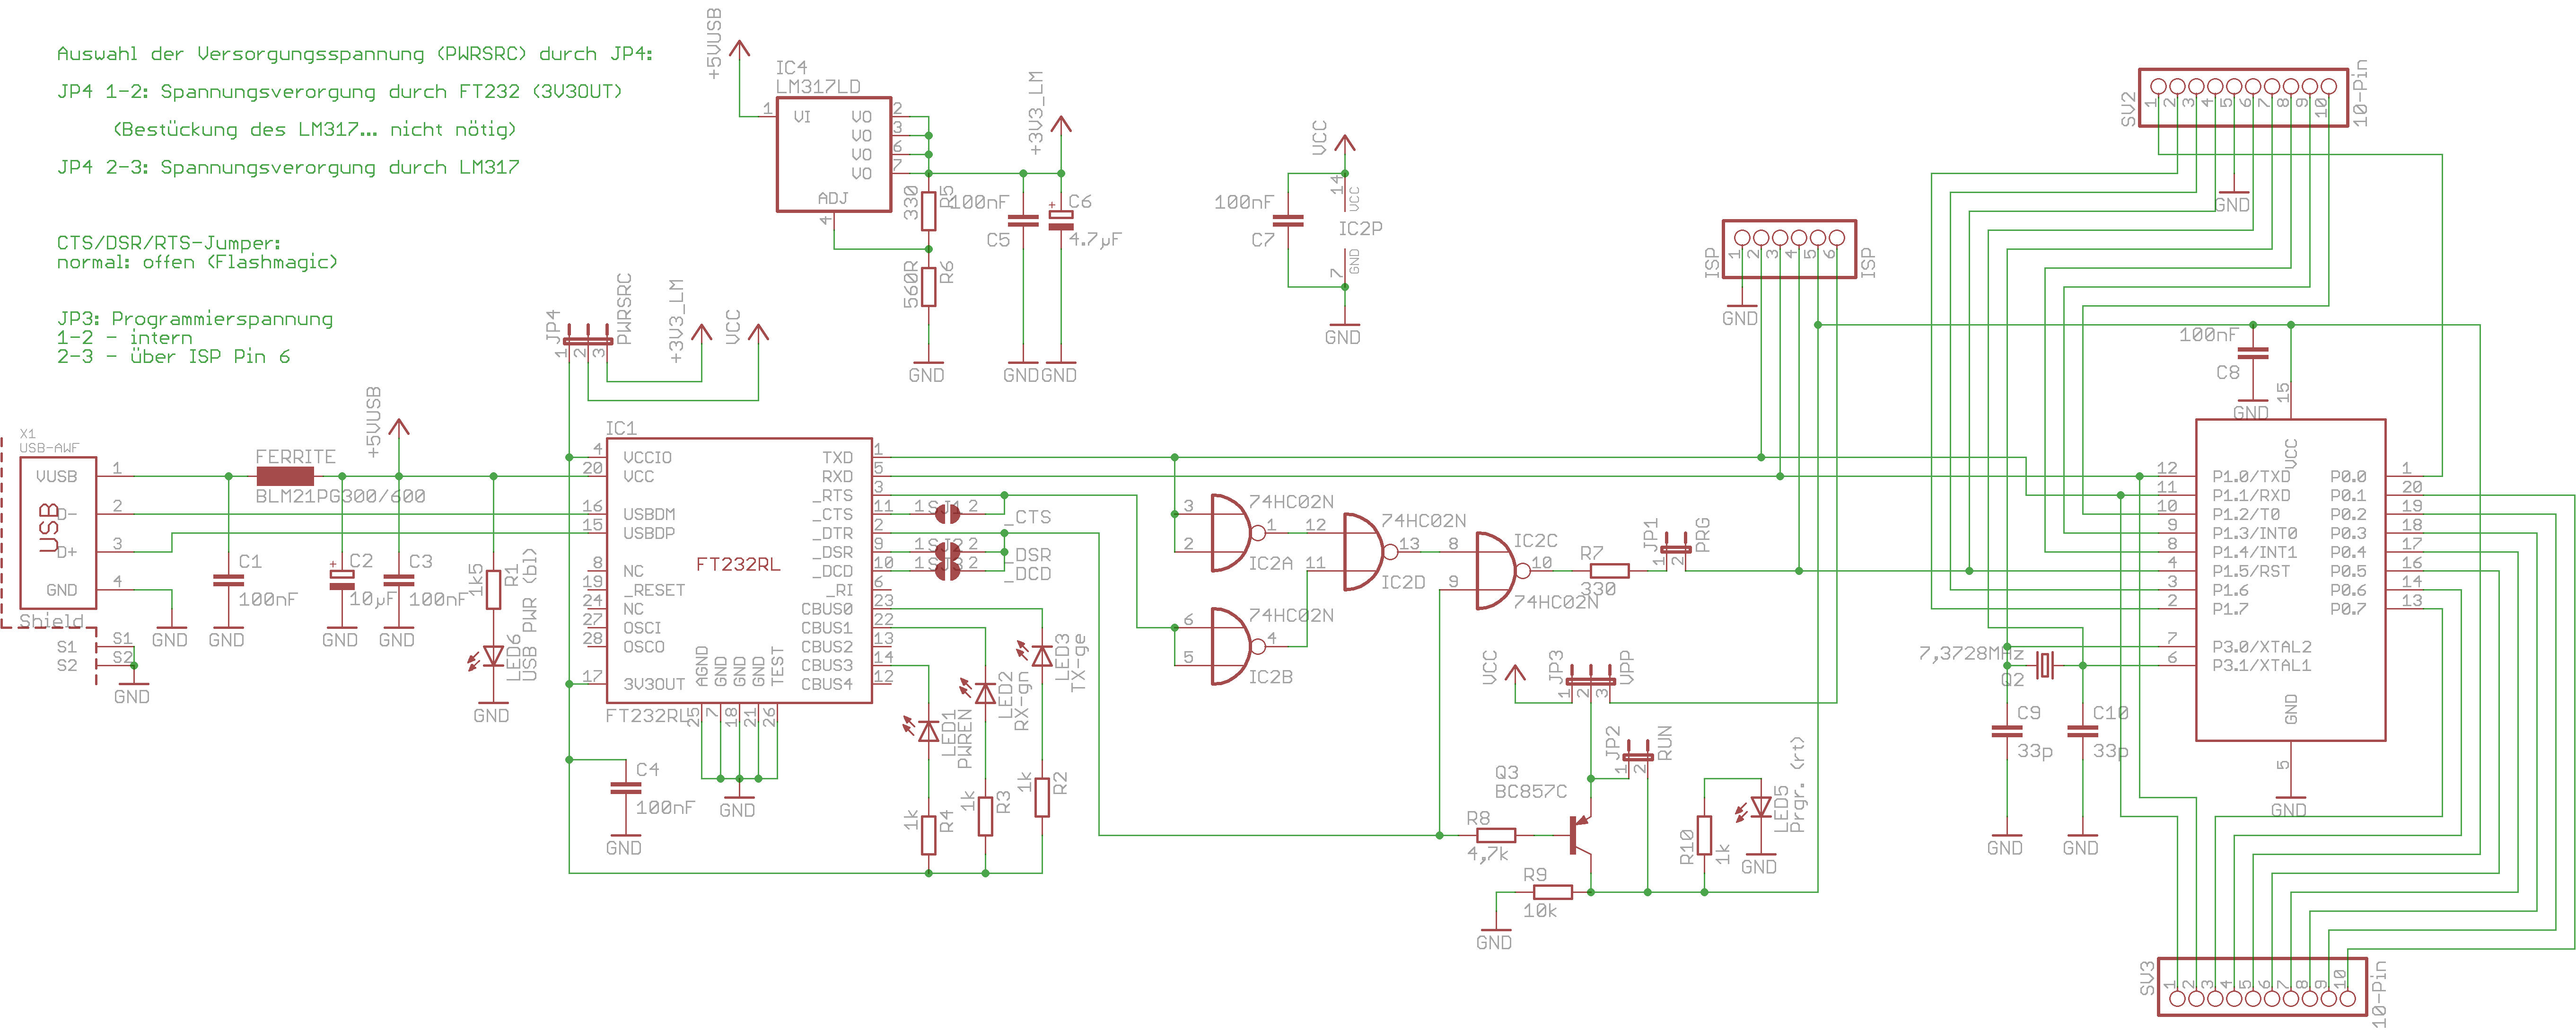 Auswahl der Versorgungsspannung (PWRSRC) durch JP4:
JP4 1-2: Spannungsverorgung durch FT232 (3V3OUT)
(Bestückung des LM317... nicht nötig)
JP4 2-3: Spannungsverorgung durch LM317
CTS/DSR/RTS-Jumper:
normal: offen (Flashmagic)
JP3: Programmierspannung
1-2 - intern
2-3 - über ISP Pin 6
+5VUSB
IC4
LM317LD
1 VI VO 2
VO 3
VO 6
VO 7
ADJ
4
330 R5
560R R6
GND
100nF
C5
GND
+3V3_LM
C6
4.7µF
GND
VCC
100nF
C7
14 VCC
IC2P
7 GND
GND
JP4
PWRSRC
1 2 3
+3V3_LM
VCC
X1
USB-AWF
USB
VUSB 1
D- 2
D+ 3
GND 4
Shield
S1 S1
S2 S2
GND
GND
FERRITE
BLM21PG300/600
+5VUSB
C1
100nF
GND
C2
10µF
GND
C3
100nF
GND
1k5 R1
LED6
USB PWR (bl)
GND
IC1
FT232RL
FT232RL
4 VCCIO
20 VCC
16 USBDM
15 USBDP
8 NC
19 _RESET
24 NC
27 OSCI
28 OSCO
17 3V3OUT
TXD 1
RXD 5
_RTS 3
_CTS 11
_DTR 2
_DSR 9
_DCD 10
_RI 6
CBUS0 23
CBUS1 22
CBUS2 13
CBUS3 14
CBUS4 12
AGND GND GND GND TEST
25 7 18 21 26
GND
C4
100nF
GND
1 SJ1 2
_CTS
1 SJ2 2
_DSR
1 SJ3 2
_DCD
LED1
PWREN
LED2
RX-gn
LED3
TX-ge
1k R4
1k R3
1k R2
74HC02N
3 2 1
IC2A
74HC02N
6 5 4
IC2B
74HC02N
12 11 13
IC2D
IC2C
8 9 10
74HC02N
R7
330
JP1
PRG
1 2
VCC
JP3
VPP
1 2 3
JP2
RUN
1 2
Q3
BC857C
R8
4,7k
R9
10k
GND
R10 1k
LED5
Prgr. (rt)
GND
ISP
1 2 3 4 5 6
ISP
GND
SV2
1 2 3 4 5 6 7 8 9 10
10-Pin
GND
100nF
C8
GND
15
VCC
12 P1.0/TXD
11 P1.1/RXD
10 P1.2/T0
9 P1.3/INT0
8 P1.4/INT1
4 P1.5/RST
3 P1.6
2 P1.7
7 P3.0/XTAL2
6 P3.1/XTAL1
P0.0 1
P0.1 20
P0.2 19
P0.3 18
P0.4 17
P0.5 16
P0.6 14
P0.7 13
GND
5
GND
7,3728MHz
Q2
C9
33p
GND
C10
33p
GND
SV3
1 2 3 4 5 6 7 8 9 10
10-Pin